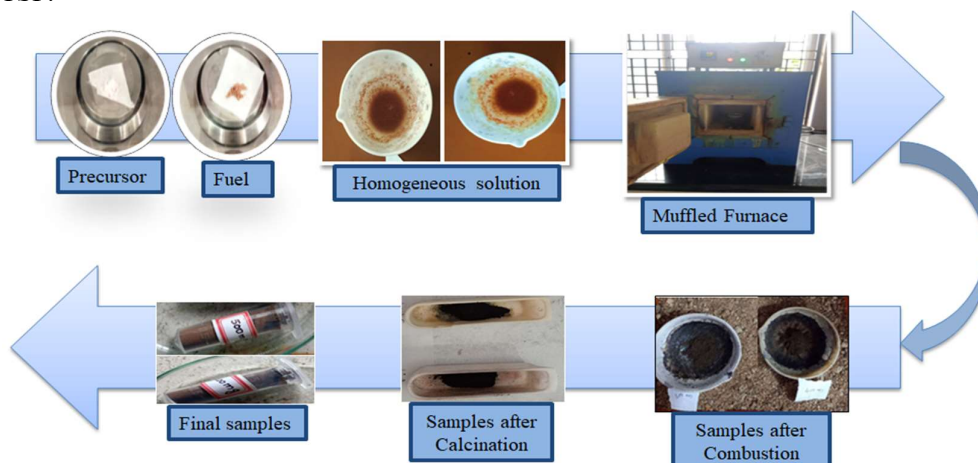 Precursor
Fuel
Homogeneous solution
Muffled Furnace
Final samples
Samples after
Calcination
Samples after
Combustion